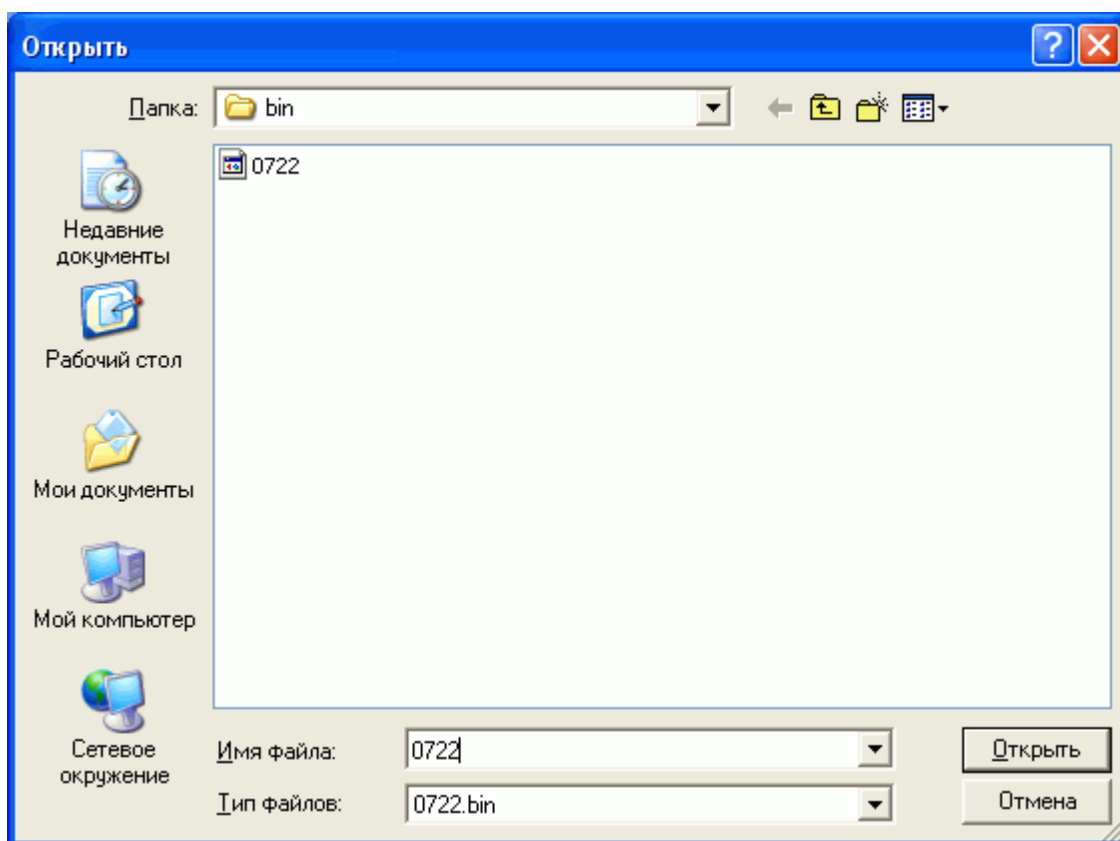 Открыть
Папка: bin
0722
Недавние
документы
Рабочий стол
Мои документы
Мой компьютер
Сетевое
окружение
Имя файла: 0722 Открыть
Тип файлов: 0722.bin Отмена